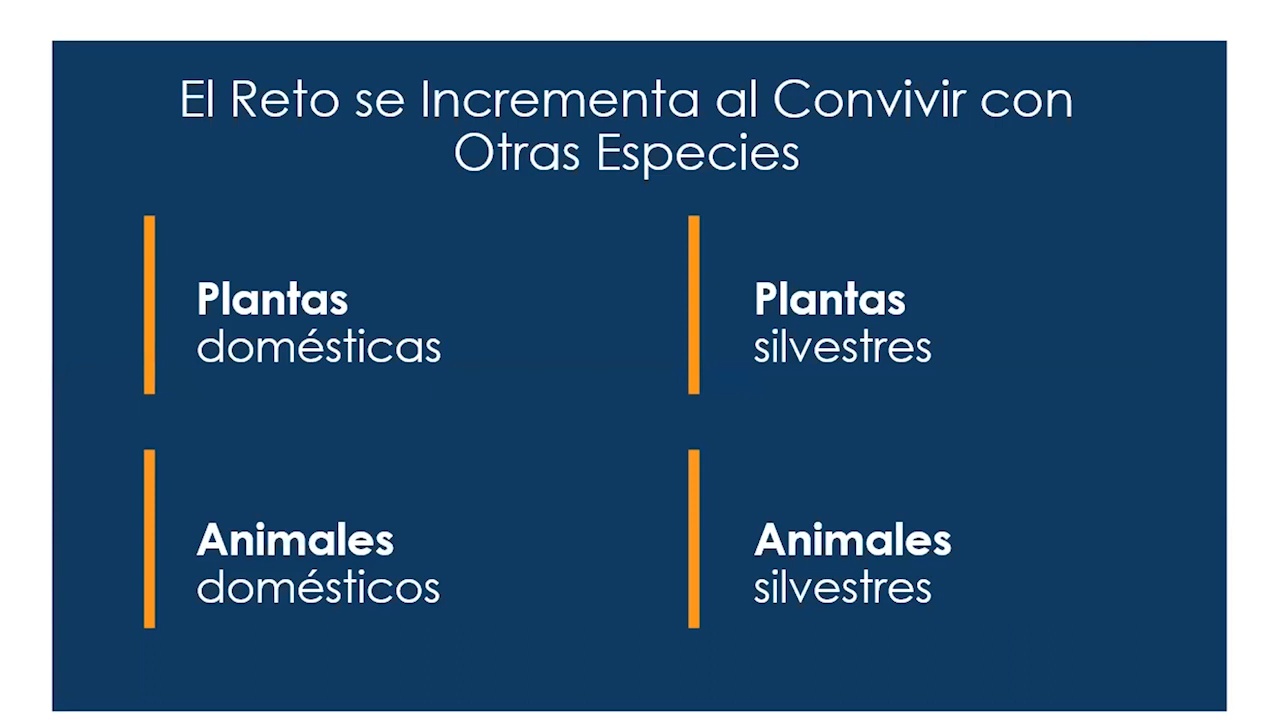 El Reto se Incrementa al Convivir con
Otras Especies
Plantas
domésticas
Plantas
silvestres
Animales
domésticos
Animales
silvestres